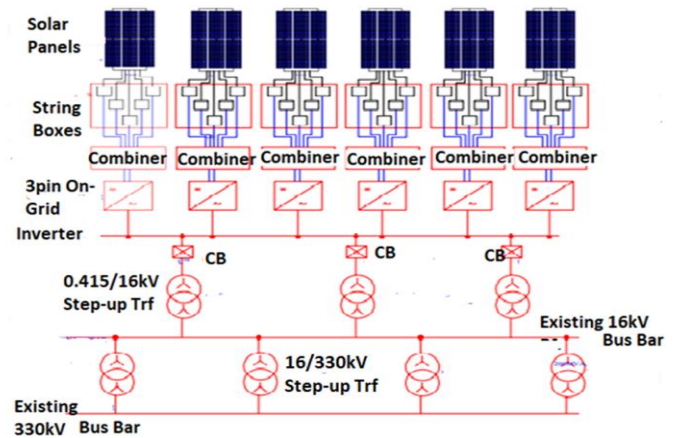 Solar
Panels
String
Boxes
Combiner Combiner Combiner Combiner Combiner Combiner
3pin On-
Grid
Inverter
CB CB CB
0.415/16kV
Step-up Trf
Existing 16kV
Bus Bar
16/330kV
Step-up Trf
Existing
330kV Bus Bar